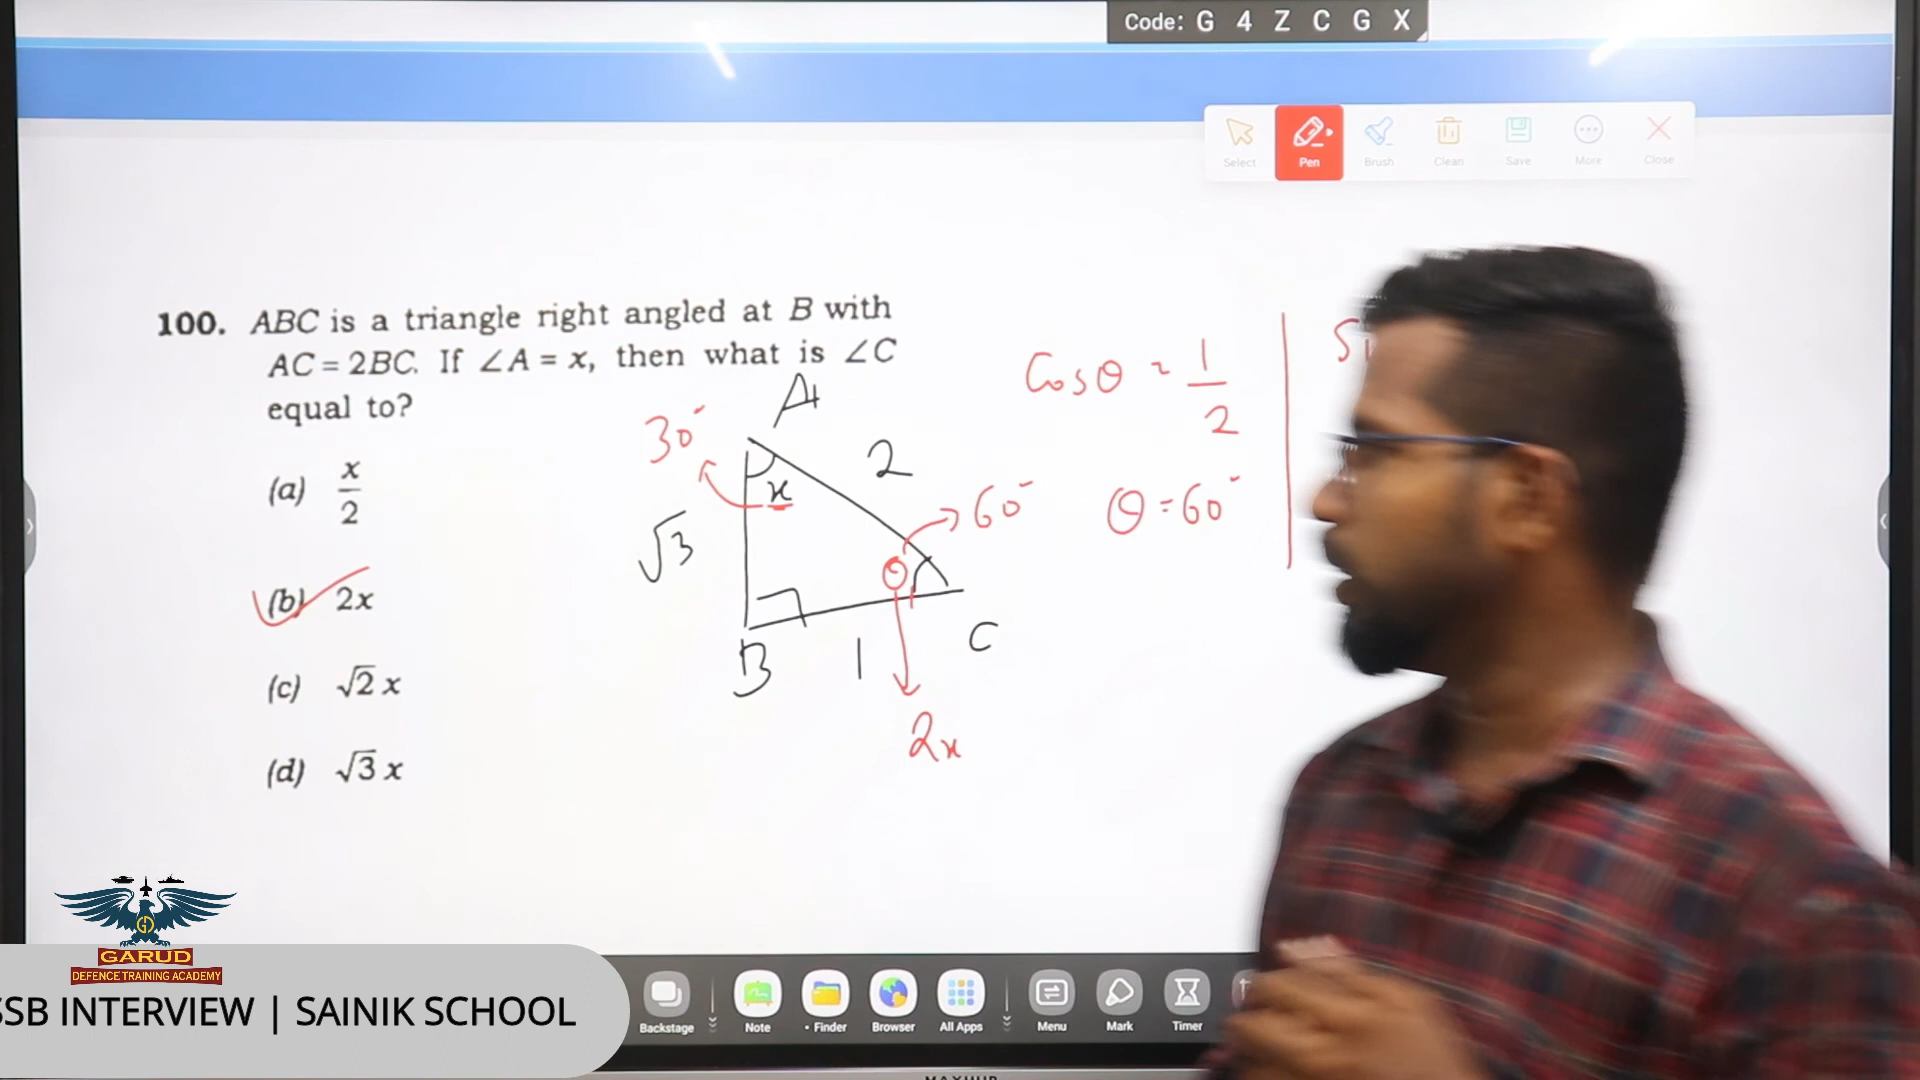 Code: G 4 Z C G X
Select
Pen
Brush
Clean
Save
More
Close
100. ABC is a triangle right angled at B with
AC = 2BC. If ∠A = x, then what is ∠C
equal to?
(a) x/2
(b) 2x
(c) √2 x
(d) √3 x
A
30°
2
x
√3
60°
θ
B
1
C
2x
Cosθ = 1/2
θ = 60°
GARUD
DEFENCE TRAINING ACADEMY
SSB INTERVIEW | SAINIK SCHOOL
Backstage
Note
• Finder
Browser
All Apps
Menu
Mark
Timer